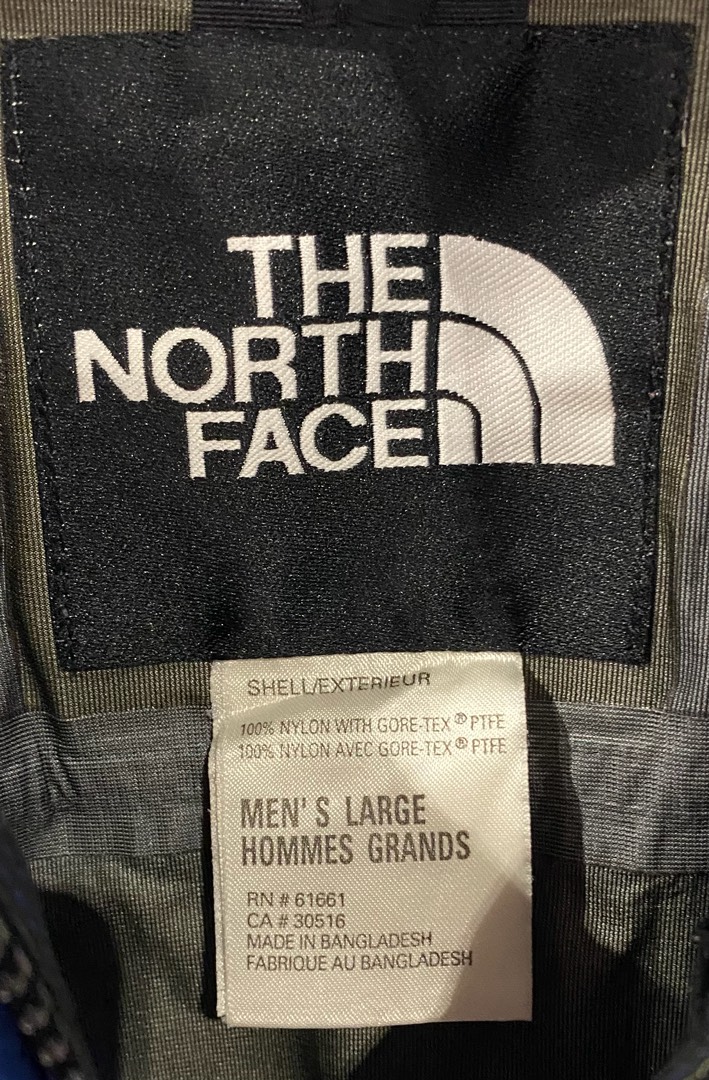 THE
NORTH
FACE
SHELL/EXTERIEUR
100% NYLON WITH GORE-TEX® PTFE
100% NYLON AVEC GORE-TEX® PTFE
MEN'S LARGE
HOMMES GRANDS
RN # 61661
CA # 30516
MADE IN BANGLADESH
FABRIQUE AU BANGLADESH